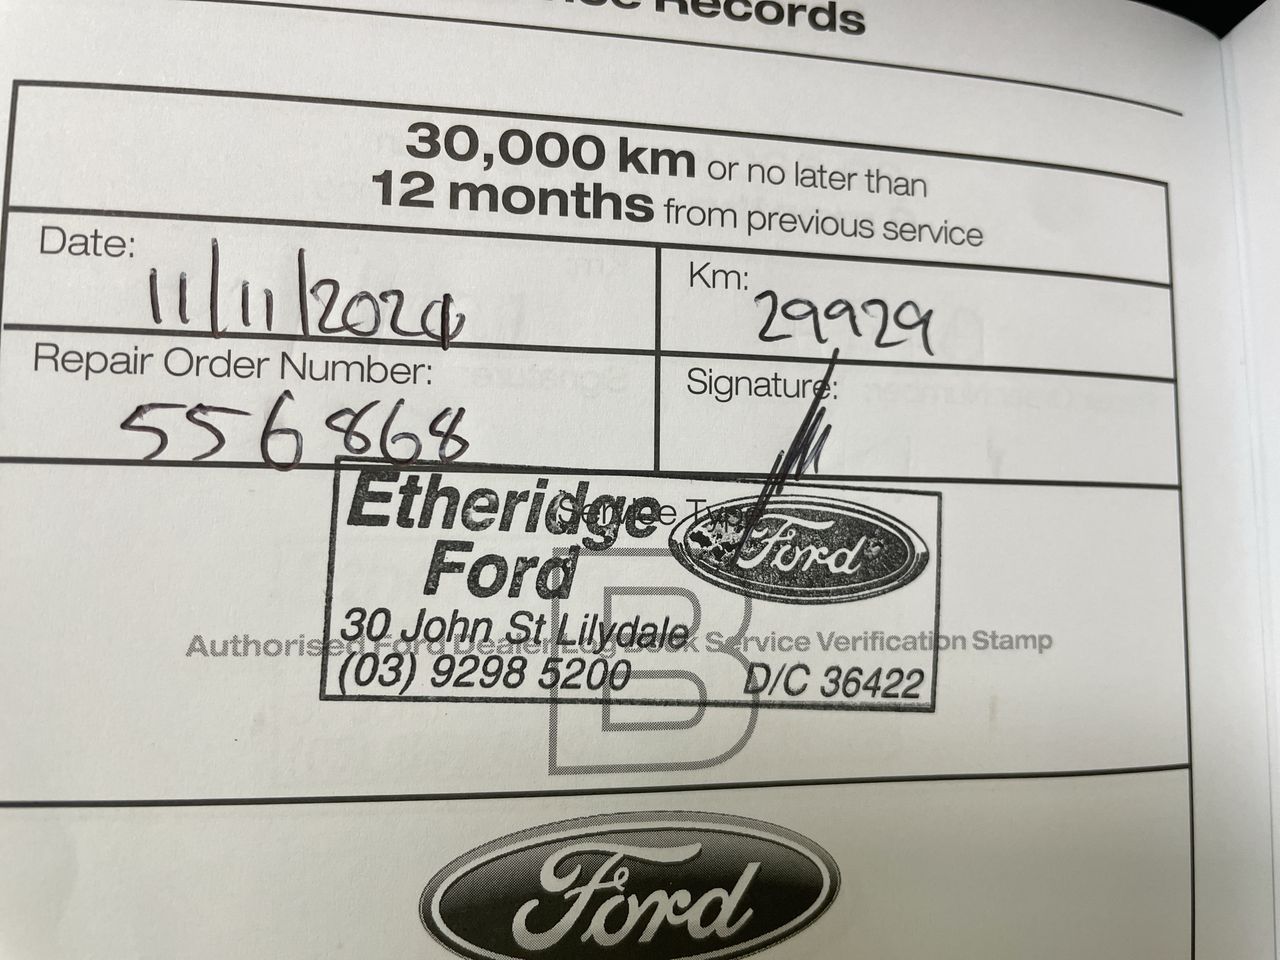 Records
30,000 km or no later than
12 months from previous service
Date: 11/11/2021
Km: 29929
Repair Order Number: 556868
Signature:
Service Type
B
Etheridge
Ford
Ford
30 John St Lilydale
Authorised Ford Dealer Log Book Service Verification Stamp
(03) 9298 5200 D/C 36422
Ford